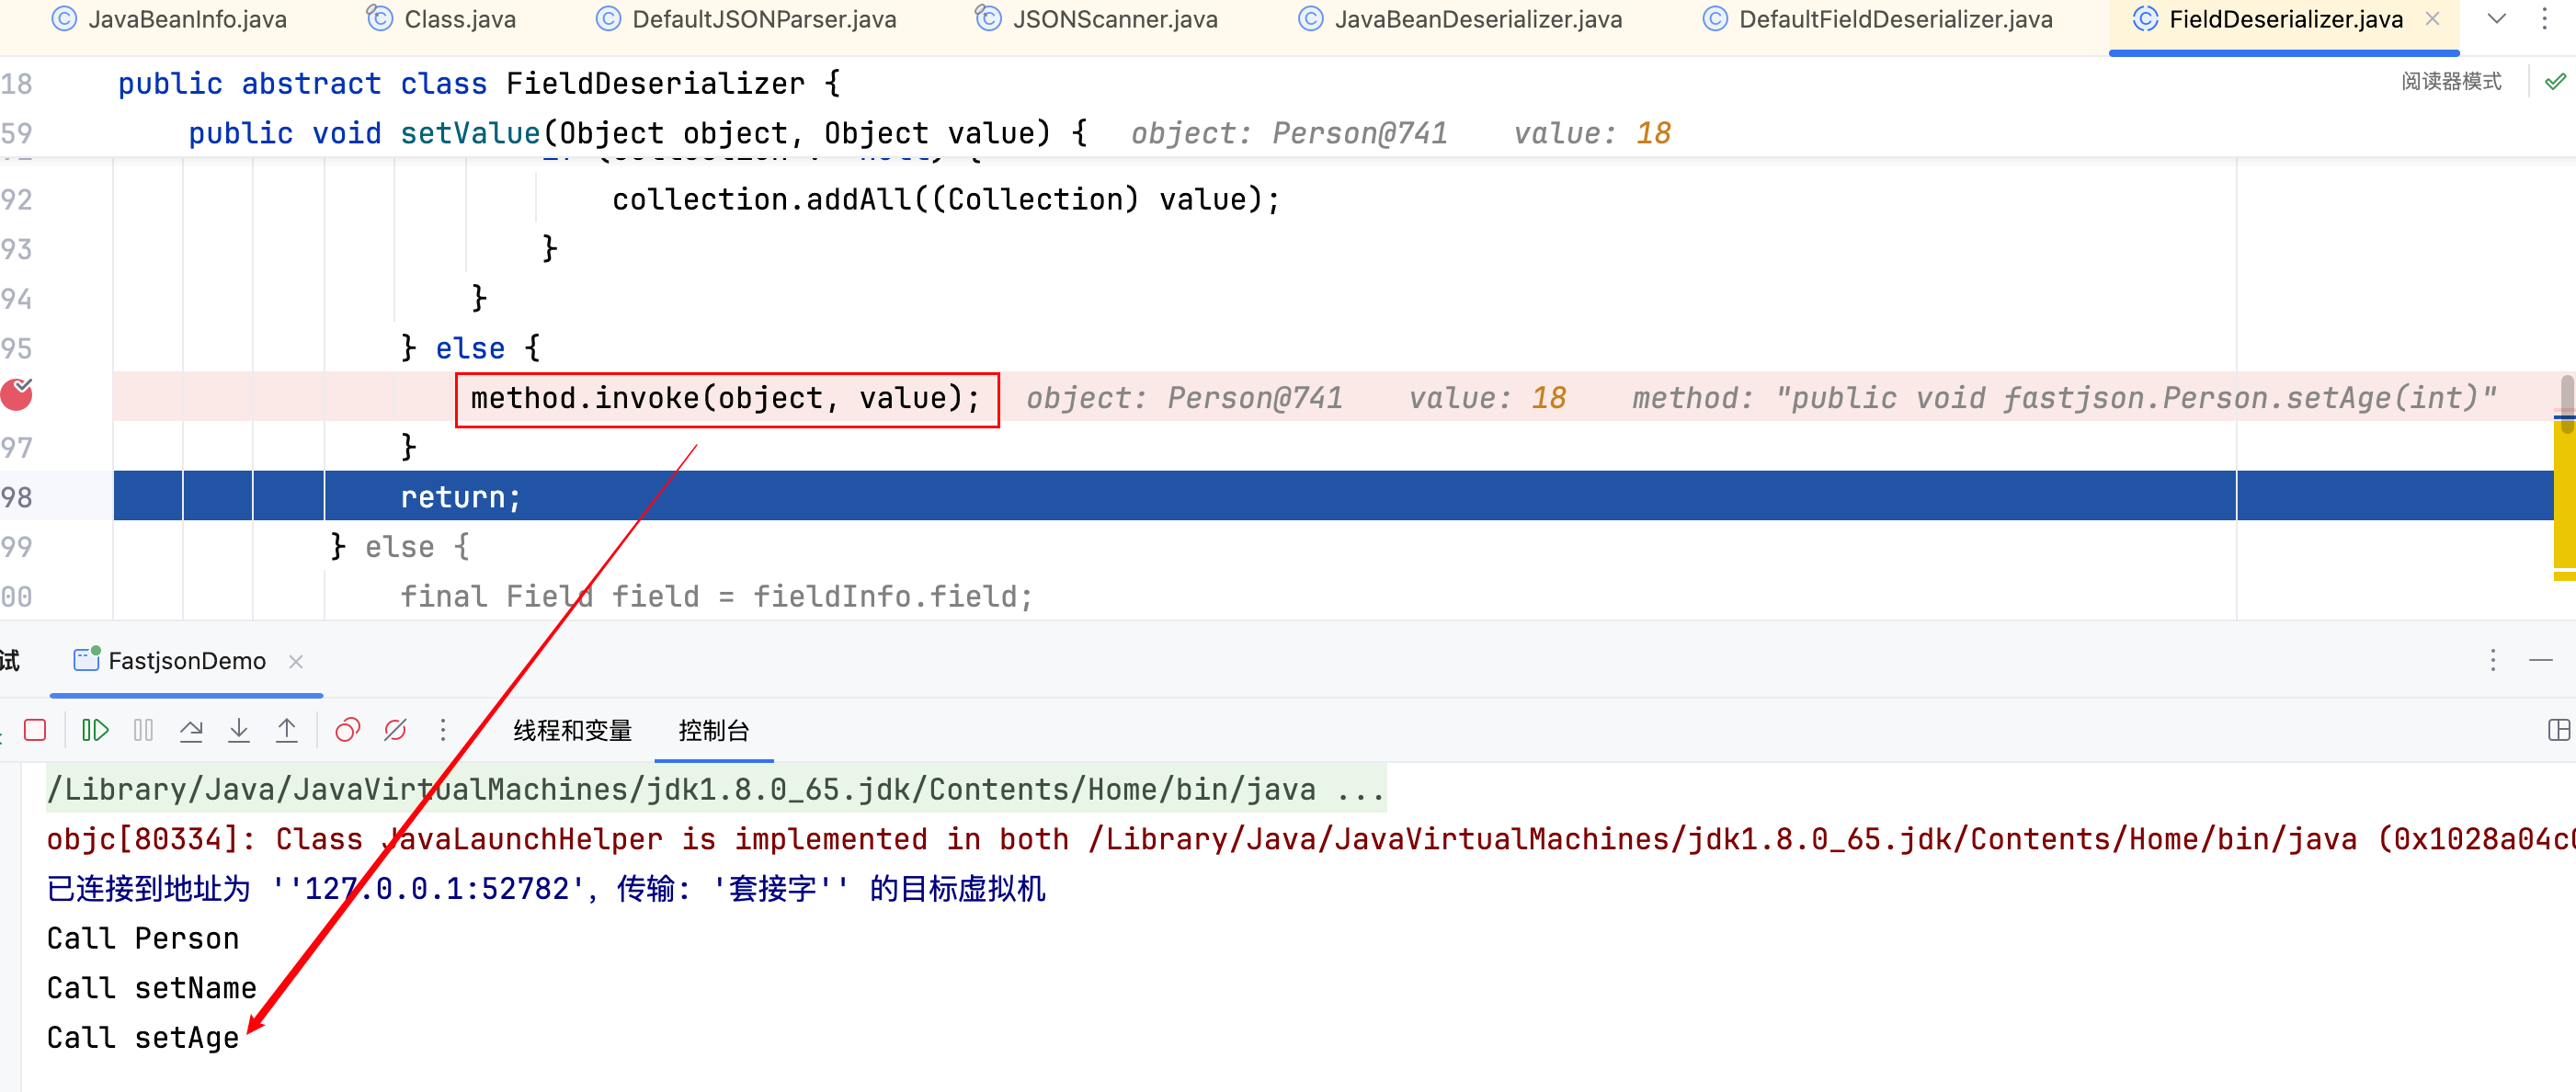 JavaBeanInfo.java Class.java DefaultJSONParser.java JSONScanner.java JavaBeanDeserializer.java DefaultFieldDeserializer.java FieldDeserializer.java
18 public abstract class FieldDeserializer { 阅读器模式
59 public void setValue(Object object, Object value) { object: Person@741 value: 18
92 collection.addAll((Collection) value);
93 }
94 }
95 } else {
method.invoke(object, value); object: Person@741 value: 18 method: "public void fastjson.Person.setAge(int)"
97 }
98 return;
99 } else {
00 final Field field = fieldInfo.field;
试 FastjsonDemo
线程和变量 控制台
/Library/Java/JavaVirtualMachines/jdk1.8.0_65.jdk/Contents/Home/bin/java ...
objc[80334]: Class JavaLaunchHelper is implemented in both /Library/Java/JavaVirtualMachines/jdk1.8.0_65.jdk/Contents/Home/bin/java (0x1028a04c
已连接到地址为 ''127.0.0.1:52782', 传输: '套接字'' 的目标虚拟机
Call Person
Call setName
Call setAge